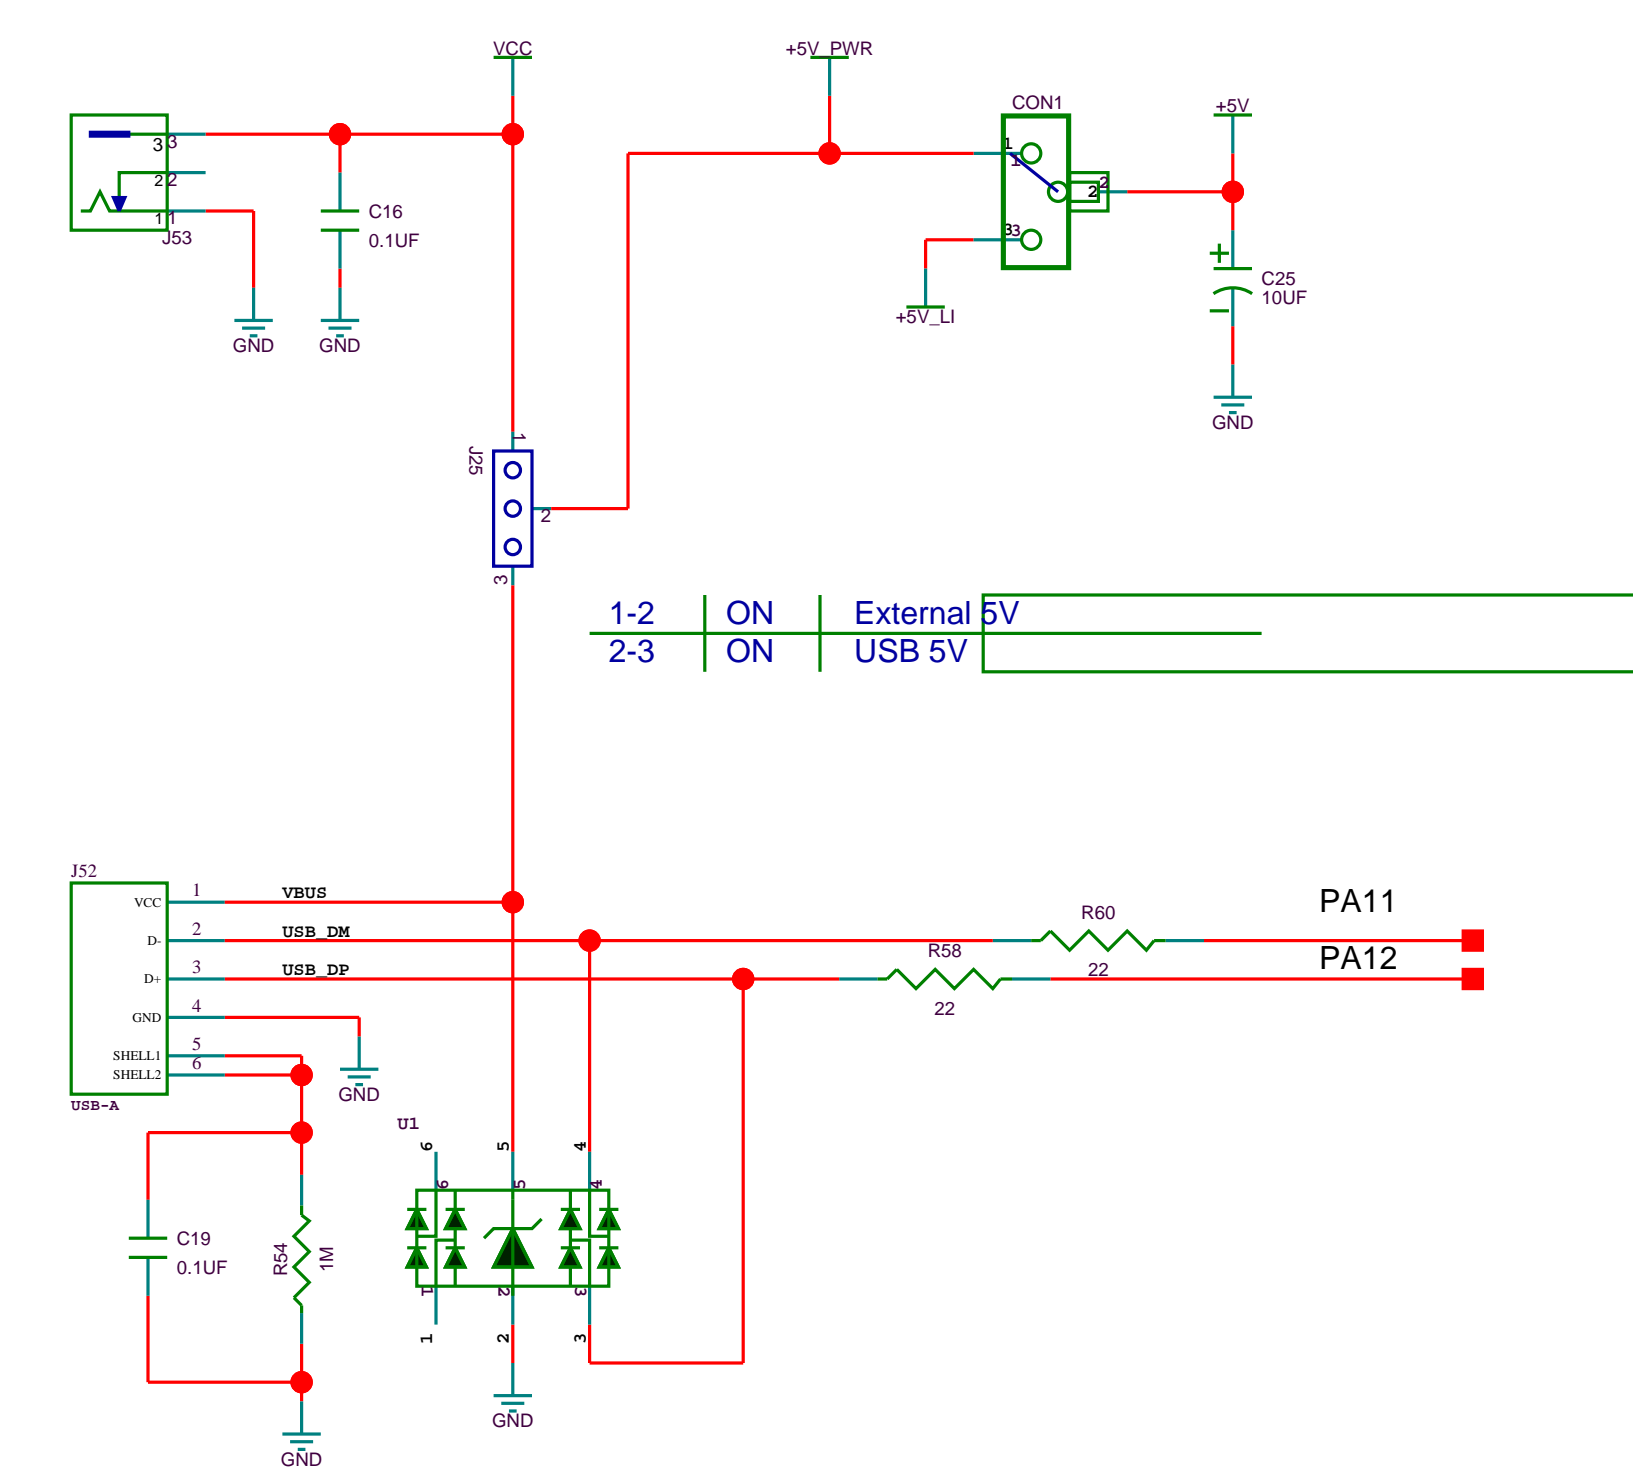 VCC
+5V_PWR
CON1
+5V
3 3
2 2
1 1
J53
C16
0.1UF
GND
GND
1
1
2
2
3 3
+5V_LI
C25
10UF
GND
J25
1
2
3
1-2 ON External 5V
2-3 ON USB 5V
J52
VCC 1 VBUS
D- 2 USB_DM
D+ 3 USB_DP
GND 4
SHELL1 5
SHELL2 6
USB-A
GND
R60
22
R58
22
PA11
PA12
U1
6 5 4
6 5 4
1 2 3
1 2 3
C19
0.1UF
R54
1M
GND
GND